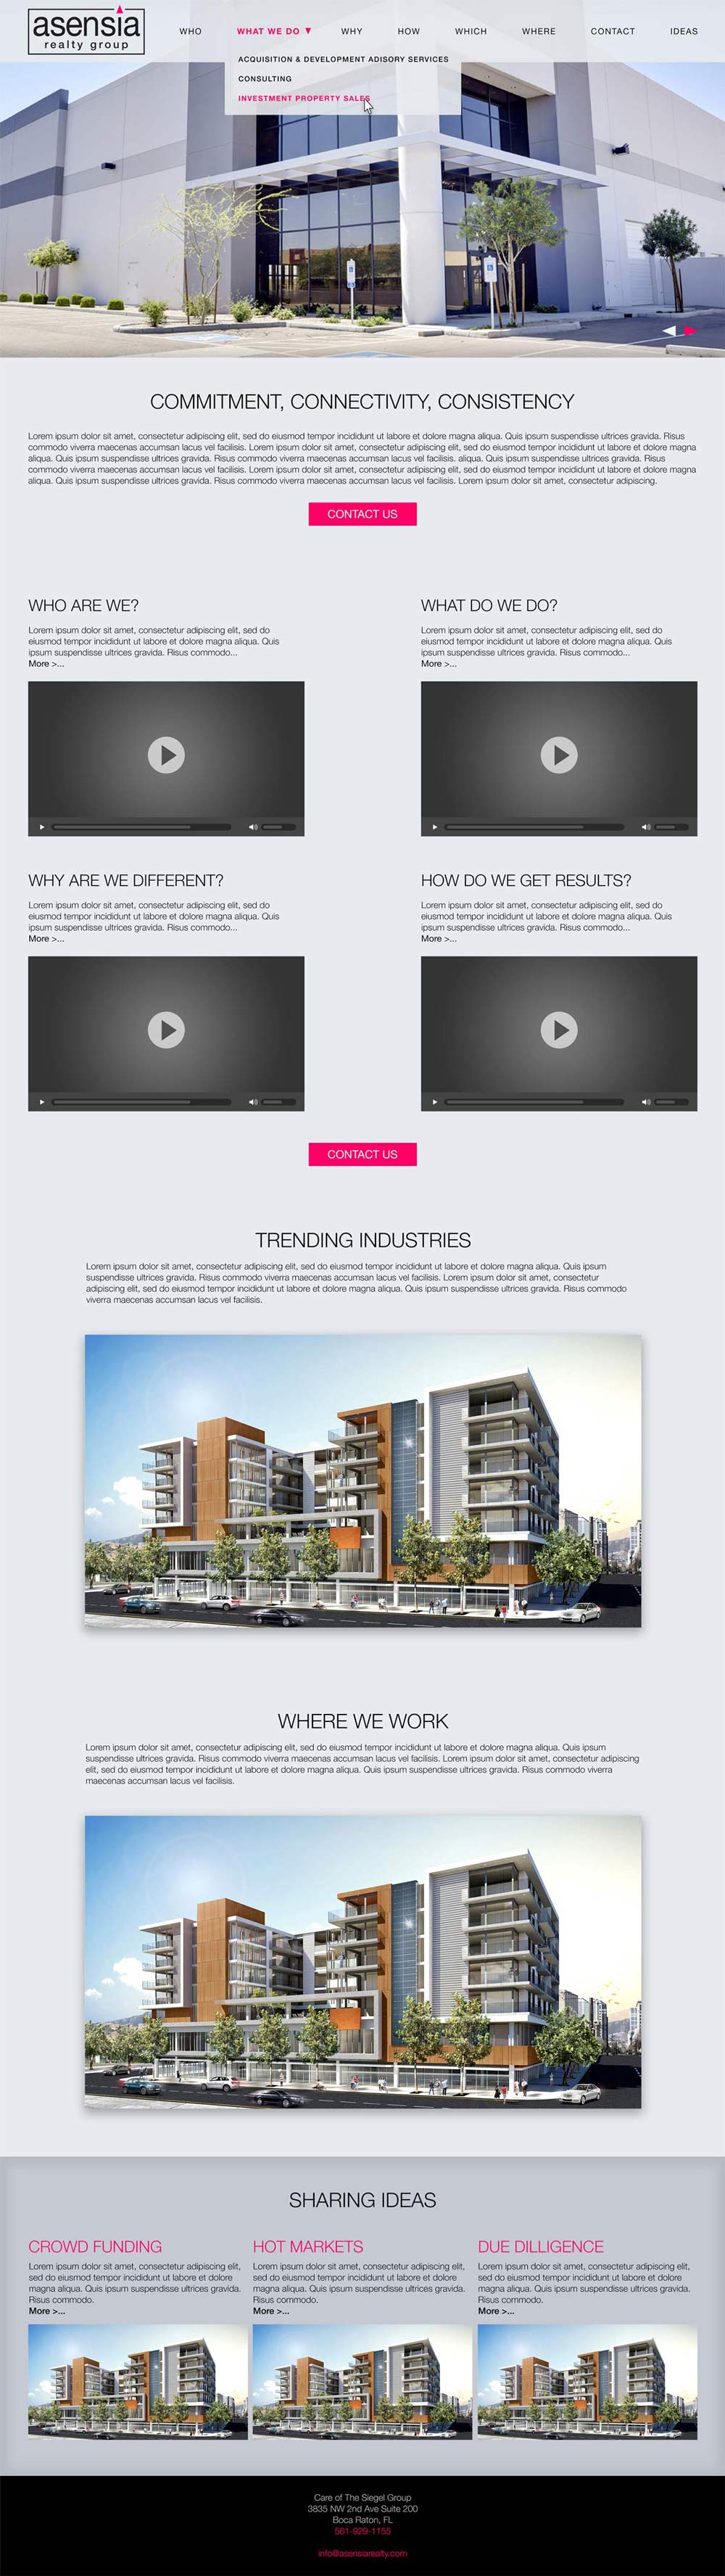 asensia
realty group
WHO
WHAT WE DO
WHY
HOW
WHICH
WHERE
CONTACT
IDEAS
ACQUISITION & DEVELOPMENT ADISORY SERVICES
CONSULTING
INVESTMENT PROPERTY SALES
COMMITMENT, CONNECTIVITY, CONSISTENCY
Lorem ipsum dolor sit amet, consectetur adipiscing elit, sed do eiusmod tempor incididunt ut labore et dolore magna aliqua. Quis ipsum suspendisse ultrices gravida. Risus
commodo viverra maecenas accumsan lacus vel facilisis. Lorem ipsum dolor sit amet, consectetur adipiscing elit, sed do eiusmod tempor incididunt ut labore et dolore magna
aliqua. Quis ipsum suspendisse ultrices gravida. Risus commodo viverra maecenas accumsan lacus vel facilisis. aliqua. Quis ipsum suspendisse ultrices gravida. Risus
commodo viverra maecenas accumsan lacus vel facilisis. Lorem ipsum dolor sit amet, consectetur adipiscing elit, sed do eiusmod tempor incididunt ut labore et dolore magna
aliqua. Quis ipsum suspendisse ultrices gravida. Risus commodo viverra maecenas accumsan lacus vel facilisis. Lorem ipsum dolor sit amet, consectetur adipiscing.
CONTACT US
WHO ARE WE?
Lorem ipsum dolor sit amet, consectetur adipiscing elit, sed do
eiusmod tempor incididunt ut labore et dolore magna aliqua. Quis
ipsum suspendisse ultrices gravida. Risus commodo...
More >...
WHAT DO WE DO?
Lorem ipsum dolor sit amet, consectetur adipiscing elit, sed do
eiusmod tempor incididunt ut labore et dolore magna aliqua. Quis
ipsum suspendisse ultrices gravida. Risus commodo...
More >...
WHY ARE WE DIFFERENT?
Lorem ipsum dolor sit amet, consectetur adipiscing elit, sed do
eiusmod tempor incididunt ut labore et dolore magna aliqua. Quis
ipsum suspendisse ultrices gravida. Risus commodo...
More >...
HOW DO WE GET RESULTS?
Lorem ipsum dolor sit amet, consectetur adipiscing elit, sed do
eiusmod tempor incididunt ut labore et dolore magna aliqua. Quis
ipsum suspendisse ultrices gravida. Risus commodo...
More >...
CONTACT US
TRENDING INDUSTRIES
Lorem ipsum dolor sit amet, consectetur adipiscing elit, sed do eiusmod tempor incididunt ut labore et dolore magna aliqua. Quis ipsum
suspendisse ultrices gravida. Risus commodo viverra maecenas accumsan lacus vel facilisis. Lorem ipsum dolor sit amet, consectetur
adipiscing elit, sed do eiusmod tempor incididunt ut labore et dolore magna aliqua. Quis ipsum suspendisse ultrices gravida. Risus commodo
viverra maecenas accumsan lacus vel facilisis.
WHERE WE WORK
Lorem ipsum dolor sit amet, consectetur adipiscing elit, sed do eiusmod tempor incididunt ut labore et dolore magna aliqua. Quis ipsum
suspendisse ultrices gravida. Risus commodo viverra maecenas accumsan lacus vel facilisis. Lorem ipsum dolor sit amet, consectetur adipiscing
elit, sed do eiusmod tempor incididunt ut labore et dolore magna aliqua. Quis ipsum suspendisse ultrices gravida. Risus commodo viverra
maecenas accumsan lacus vel facilisis.
SHARING IDEAS
CROWD FUNDING
Lorem ipsum dolor sit amet, consectetur adipiscing elit,
sed do eiusmod tempor incididunt ut labore et dolore
magna aliqua. Quis ipsum suspendisse ultrices gravida.
Risus commodo.
More >...
HOT MARKETS
Lorem ipsum dolor sit amet, consectetur adipiscing elit,
sed do eiusmod tempor incididunt ut labore et dolore
magna aliqua. Quis ipsum suspendisse ultrices gravida.
Risus commodo.
More >...
DUE DILLIGENCE
Lorem ipsum dolor sit amet, consectetur adipiscing elit,
sed do eiusmod tempor incididunt ut labore et dolore
magna aliqua. Quis ipsum suspendisse ultrices gravida.
Risus commodo.
More >...
Care of The Siegel Group
3835 NW 2nd Ave Suite 200
Boca Raton, FL
561-929-1155
info@asensiarealty.com